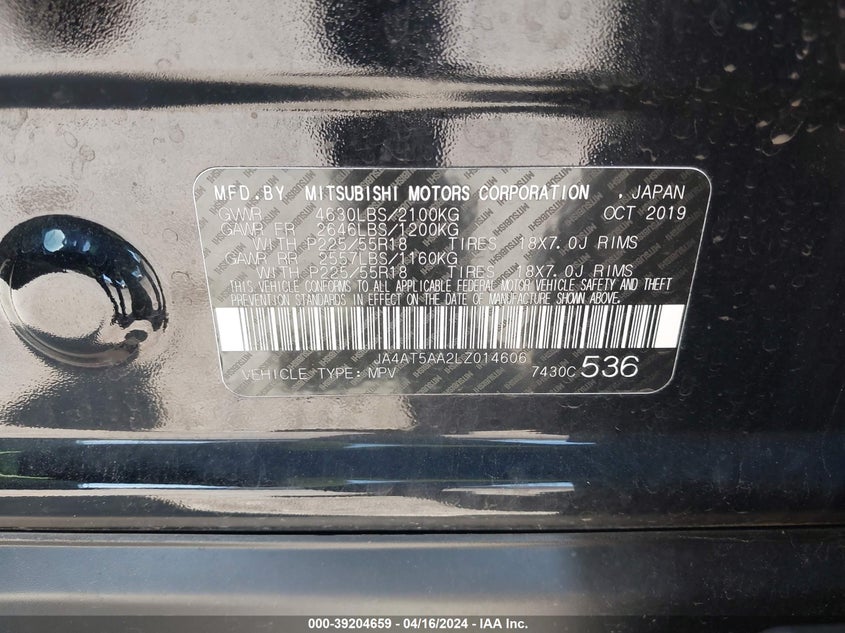 MFD. BY MITSUBISHI MOTORS CORPORATION , JAPAN
GVWR 4630LBS/2100KG OCT 2019
GAWR FR 2646LBS/1200KG
WITH P225/55R18 TIRES 18X7.0J RIMS
GAWR RR 2557LBS/1160KG
WITH P225/55R18 TIRES 18X7.0J RIMS
THIS VEHICLE CONFORMS TO ALL APPLICABLE FEDERAL MOTOR VEHICLE SAFETY AND THEFT
PREVENTION STANDARDS IN EFFECT ON THE DATE OF MANUFACTURE SHOWN ABOVE.
JA4AT5AA2LZ014606
VEHICLE TYPE: MPV 7430C 536
000-39204659 - 04/16/2024 - IAA Inc.